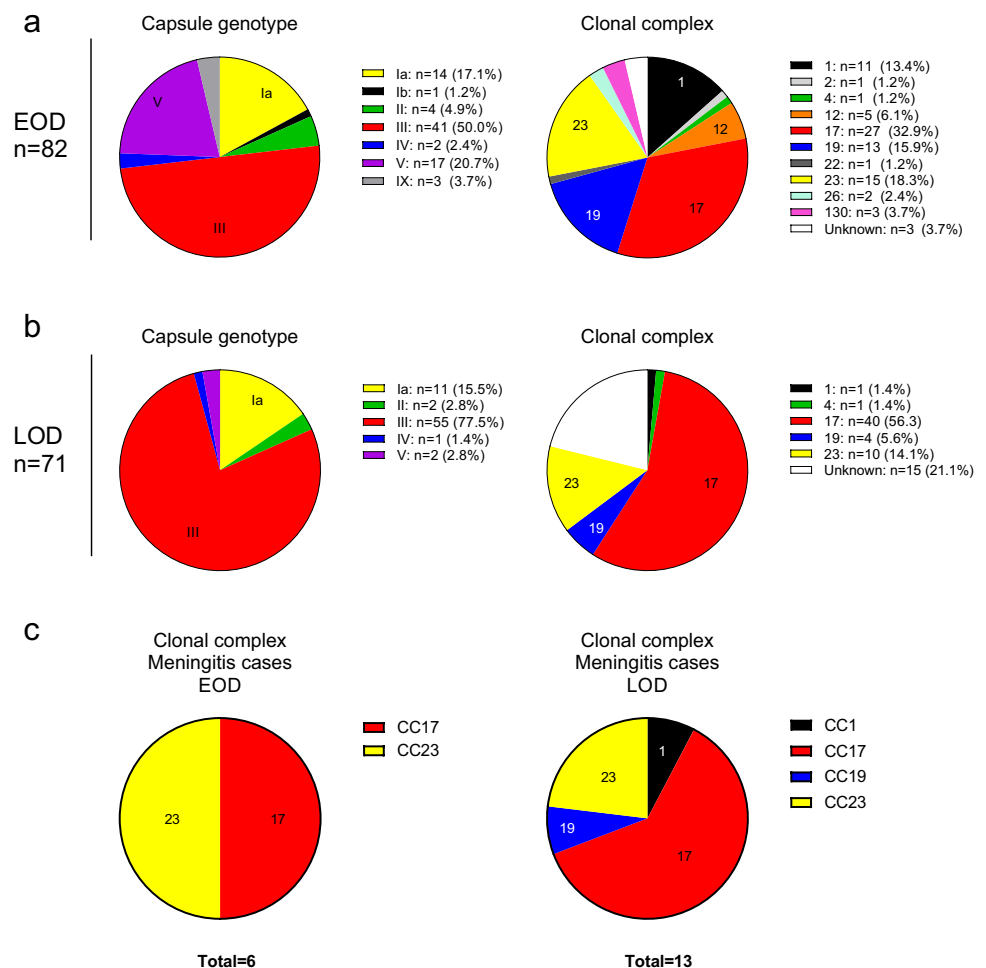 a
Capsule genotype
Clonal complex
EOD
n=82
Ia
V
III
Ia: n=14 (17.1%)
Ib: n=1 (1.2%)
II: n=4 (4.9%)
III: n=41 (50.0%)
IV: n=2 (2.4%)
V: n=17 (20.7%)
IX: n=3 (3.7%)
1
12
17
19
23
1: n=11 (13.4%)
2: n=1 (1.2%)
4: n=1 (1.2%)
12: n=5 (6.1%)
17: n=27 (32.9%)
19: n=13 (15.9%)
22: n=1 (1.2%)
23: n=15 (18.3%)
26: n=2 (2.4%)
130: n=3 (3.7%)
Unknown: n=3 (3.7%)
b
Capsule genotype
Clonal complex
LOD
n=71
Ia
III
Ia: n=11 (15.5%)
II: n=2 (2.8%)
III: n=55 (77.5%)
IV: n=1 (1.4%)
V: n=2 (2.8%)
17
19
23
1: n=1 (1.4%)
4: n=1 (1.4%)
17: n=40 (56.3)
19: n=4 (5.6%)
23: n=10 (14.1%)
Unknown: n=15 (21.1%)
c
Clonal complex
Meningitis cases
EOD
23
17
CC17
CC23
Total=6
Clonal complex
Meningitis cases
LOD
1
23
19
17
CC1
CC17
CC19
CC23
Total=13